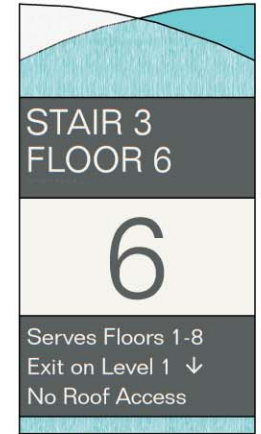 STAIR 3
FLOOR 6
6
Serves Floors 1-8
Exit on Level 1 ↓
No Roof Access